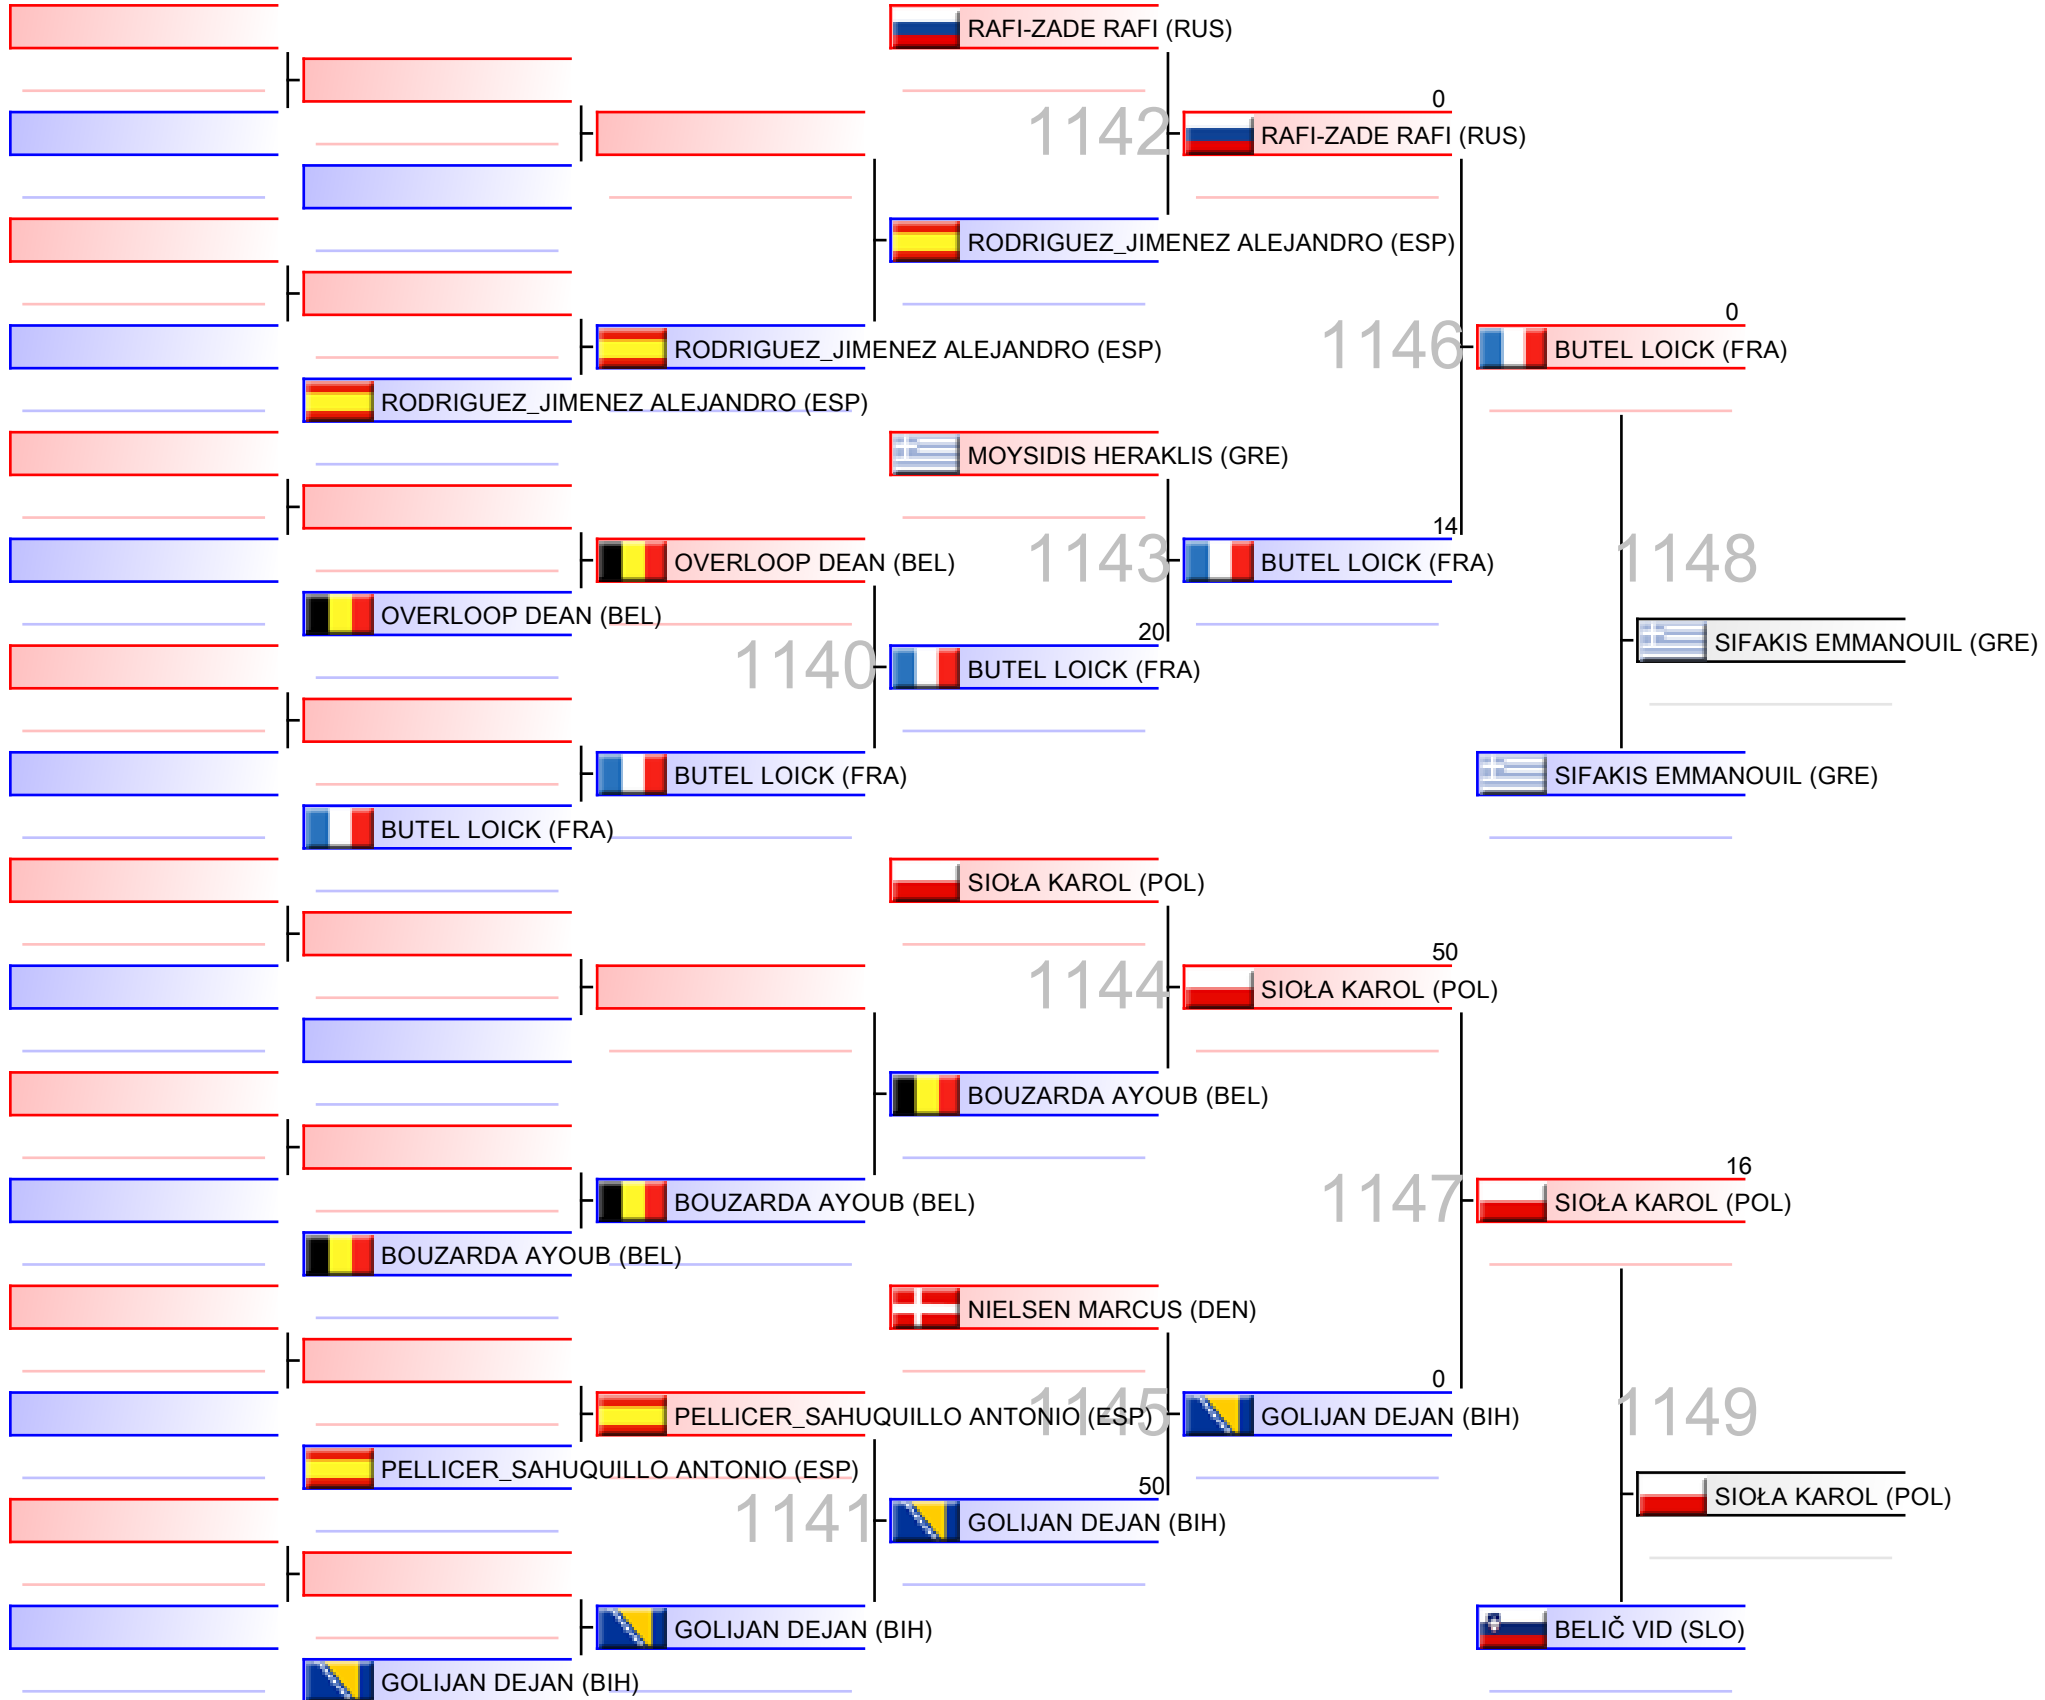 RAFI-ZADE RAFI (RUS)
0
1142
RAFI-ZADE RAFI (RUS)
RODRIGUEZ_JIMENEZ ALEJANDRO (ESP)
0
1146
BUTEL LOICK (FRA)
RODRIGUEZ_JIMENEZ ALEJANDRO (ESP)
RODRIGUEZ_JIMENEZ ALEJANDRO (ESP)
MOYSIDIS HERAKLIS (GRE)
14
OVERLOOP DEAN (BEL)
1143
BUTEL LOICK (FRA)
1148
OVERLOOP DEAN (BEL)
20
SIFAKIS EMMANOUIL (GRE)
1140
BUTEL LOICK (FRA)
BUTEL LOICK (FRA)
SIFAKIS EMMANOUIL (GRE)
BUTEL LOICK (FRA)
SIOŁA KAROL (POL)
50
1144
SIOŁA KAROL (POL)
BOUZARDA AYOUB (BEL)
16
BOUZARDA AYOUB (BEL)
1147
SIOŁA KAROL (POL)
BOUZARDA AYOUB (BEL)
NIELSEN MARCUS (DEN)
0
PELLICER_SAHUQUILLO ANTONIO (ESP)
1145
GOLIJAN DEJAN (BIH)
1149
PELLICER_SAHUQUILLO ANTONIO (ESP)
50
SIOŁA KAROL (POL)
1141
GOLIJAN DEJAN (BIH)
GOLIJAN DEJAN (BIH)
BELIČ VID (SLO)
GOLIJAN DEJAN (BIH)